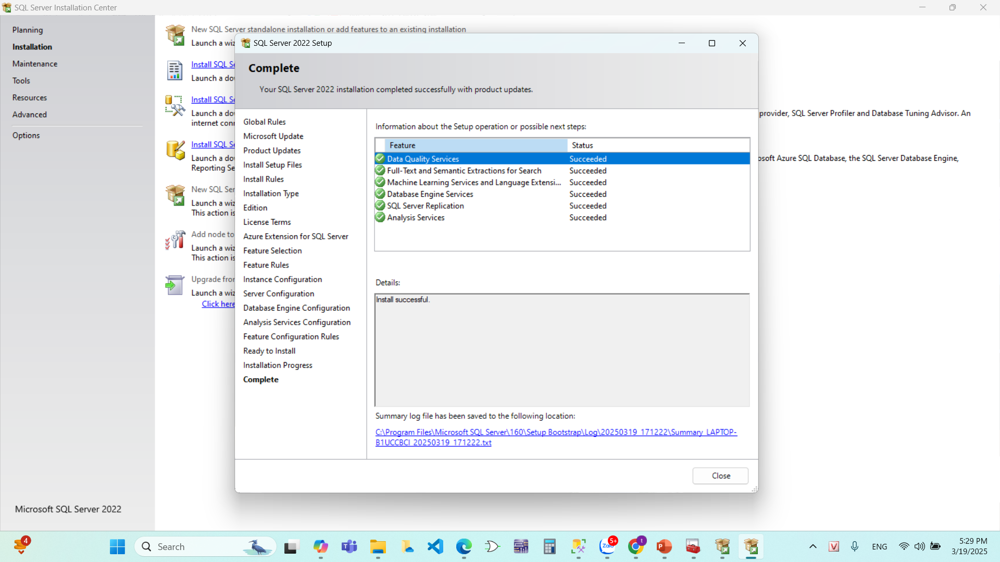 SQL Server Installation Center
Planning
Installation
Maintenance
Tools
Resources
Advanced
Options
Microsoft SQL Server 2022
New SQL Server standalone installation or add features to an existing installation
Launch a wiz
Install SQL Se
Launch a do
Install SQL Se
Launch a do
internet conn
provider, SQL Server Profiler and Database Tuning Advisor. An
Install SQL Se
Launch a do
Reporting Se
osoft Azure SQL Database, the SQL Server Database Engine,
New SQL Ser
Launch a wiz
This action is
Add node to
Launch a wiz
This action is
Upgrade from
Launch a wiz
Click here
SQL Server 2022 Setup
Complete
Your SQL Server 2022 installation completed successfully with product updates.
Global Rules
Microsoft Update
Product Updates
Install Setup Files
Install Rules
Installation Type
Edition
License Terms
Azure Extension for SQL Server
Feature Selection
Feature Rules
Instance Configuration
Server Configuration
Database Engine Configuration
Analysis Services Configuration
Feature Configuration Rules
Ready to Install
Installation Progress
Complete
Information about the Setup operation or possible next steps:
Feature Status
Data Quality Services Succeeded
Full-Text and Semantic Extractions for Search Succeeded
Machine Learning Services and Language Extensi... Succeeded
Database Engine Services Succeeded
SQL Server Replication Succeeded
Analysis Services Succeeded
Details:
Install successful.
Summary log file has been saved to the following location:
C:\Program Files\Microsoft SQL Server\160\Setup Bootstrap\Log\20250319_171222\Summary_LAPTOP-
B1UCCBCI_20250319_171222.txt
Close
4
Search
Zalo
5+
t
ENG
5:29 PM
3/19/2025